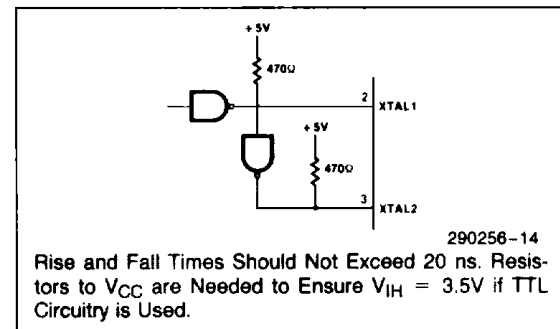 +5V
470Ω
2
XTAL1
+5V
470Ω
3
XTAL2
290256-14
Rise and Fall Times Should Not Exceed 20 ns. Resis-
tors to VCC are Needed to Ensure VIH = 3.5V if TTL
Circuitry is Used.